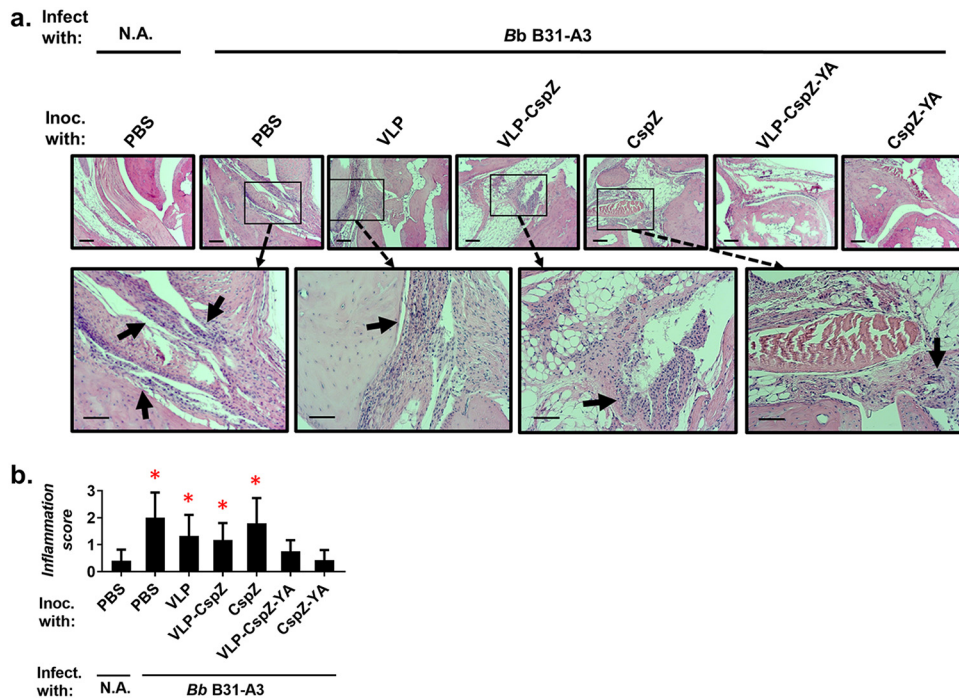 a.
Infect
with:
N.A.
Bb B31-A3
Inoc.
with:
PBS
PBS
VLP
VLP-CspZ
CspZ
VLP-CspZ-YA
CspZ-YA
b.
Inflammation
score
3
2
1
0
* * * *
Inoc.
with:
PBS
PBS
VLP
VLP-CspZ
CspZ
VLP-CspZ-YA
CspZ-YA
Infect.
with:
N.A.
Bb B31-A3